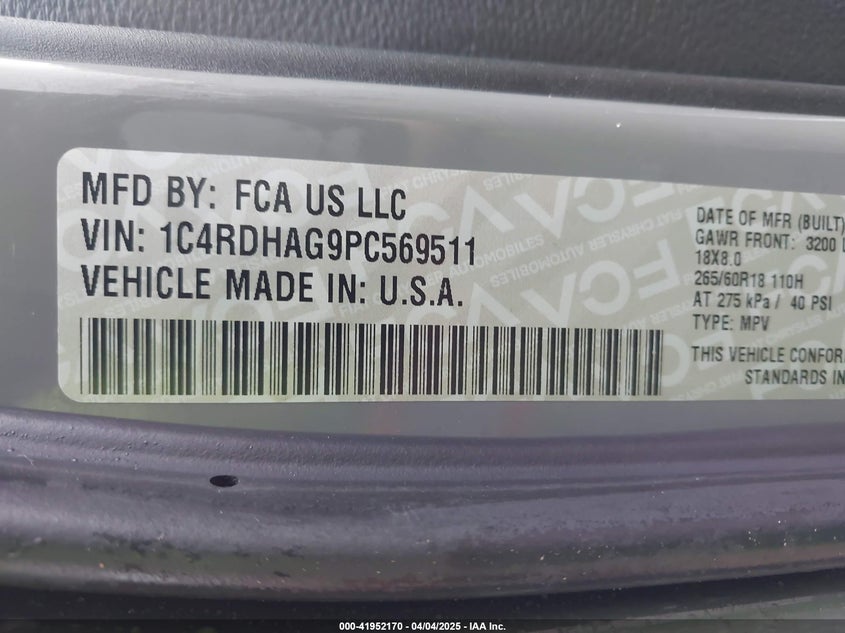 MFD BY: FCA US LLC
VIN: 1C4RDHAG9PC569511
VEHICLE MADE IN: U.S.A.
DATE OF MFR (BUILT)
GAWR FRONT: 3200
18X8.0
265/60R18 110H
AT 275 kPa / 40 PSI
TYPE: MPV
THIS VEHICLE CONFOR
STANDARDS IN
000-41952170 - 04/04/2025 - IAA Inc.